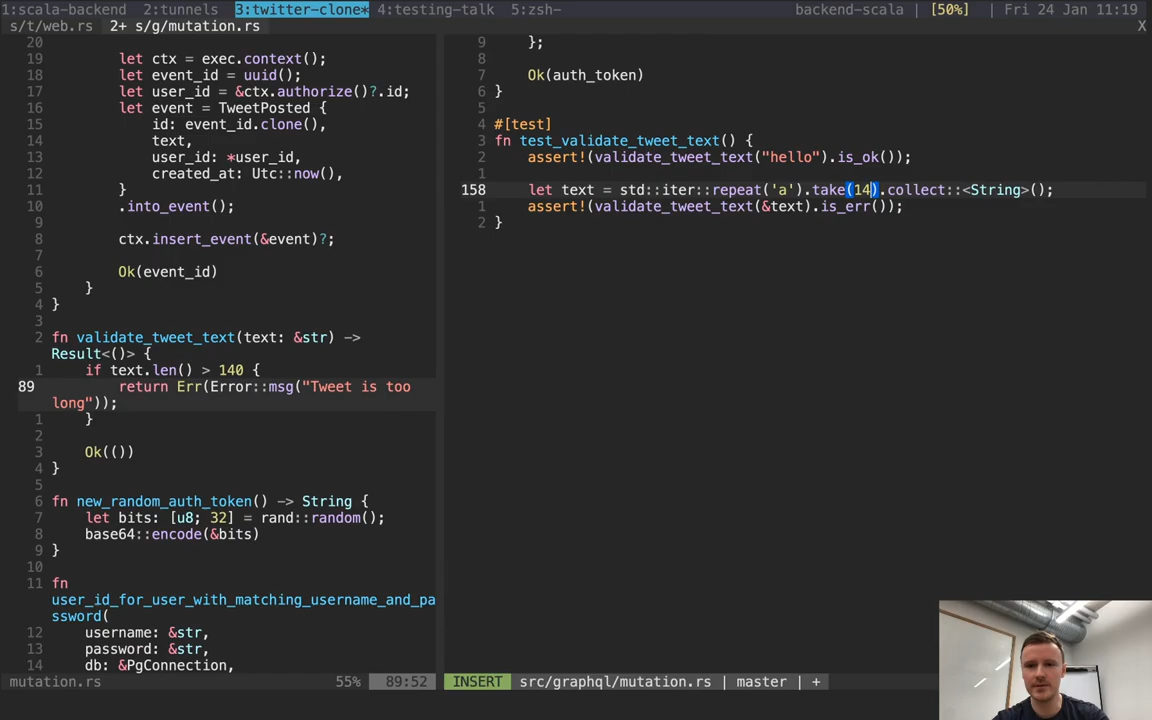 1:scala-backend 2:tunnels 3:twitter-clone* 4:testing-talk 5:zsh- backend-scala | [50%] | Fri 24 Jan 11:19
s/t/web.rs 2+ s/g/mutation.rs X
20
19 let ctx = exec.context();
18 let event_id = uuid();
17 let user_id = &ctx.authorize()?.id;
16 let event = TweetPosted {
15 id: event_id.clone(),
14 text,
13 user_id: *user_id,
12 created_at: Utc::now(),
11 }
10 .into_event();
9
8 ctx.insert_event(&event)?;
7
6 Ok(event_id)
5 }
4 }
3
2 fn validate_tweet_text(text: &str) ->
Result<()> {
1 if text.len() > 140 {
89 return Err(Error::msg("Tweet is too
long"));
1 }
2
3 Ok(())
4 }
5
6 fn new_random_auth_token() -> String {
7 let bits: [u8; 32] = rand::random();
8 base64::encode(&bits)
9 }
10
11 fn
user_id_for_user_with_matching_username_and_pa
ssword(
12 username: &str,
13 password: &str,
14 db: &PgConnection,
mutation.rs 55% 89:52
9 };
8
7 Ok(auth_token)
6 }
5
4 #[test]
3 fn test_validate_tweet_text() {
2 assert!(validate_tweet_text("hello").is_ok());
1
158 let text = std::iter::repeat('a').take(14).collect::<String>();
1 assert!(validate_tweet_text(&text).is_err());
2 }
INSERT src/graphql/mutation.rs | master | +